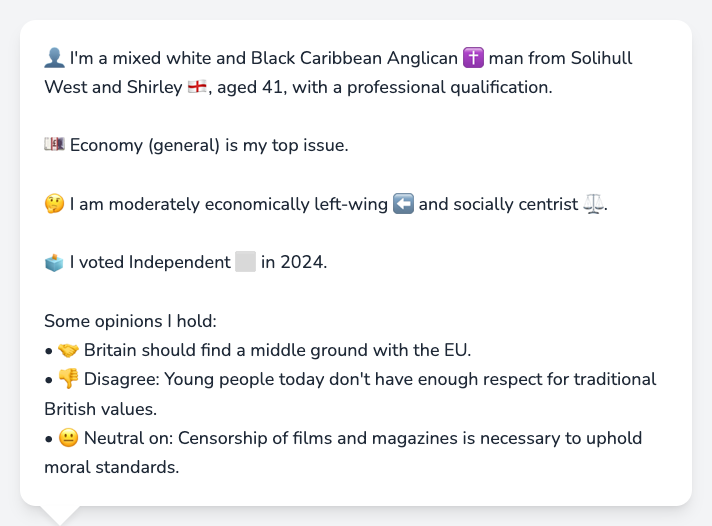 👤 I'm a mixed white and Black Caribbean Anglican ✝️ man from Solihull
West and Shirley 🏴󠁧󠁢󠁥󠁮󠁧󠁿, aged 41, with a professional qualification.
💷 Economy (general) is my top issue.
🤔 I am moderately economically left-wing ⬅️ and socially centrist ⚖️.
🗳️ I voted Independent ⬜ in 2024.
Some opinions I hold:
• 🤝 Britain should find a middle ground with the EU.
• 👎 Disagree: Young people today don't have enough respect for traditional
British values.
• 😐 Neutral on: Censorship of films and magazines is necessary to uphold
moral standards.